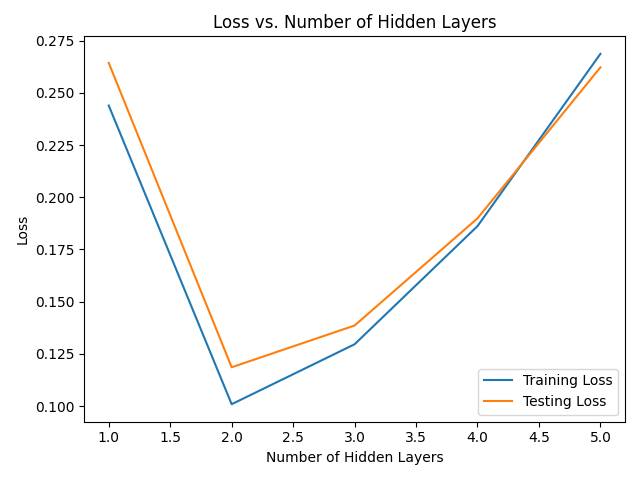 Loss vs. Number of Hidden Layers
0.275
0.250
0.225
0.200
0.175
0.150
0.125
0.100
Loss
Training Loss
Testing Loss
1.0 1.5 2.0 2.5 3.0 3.5 4.0 4.5 5.0
Number of Hidden Layers